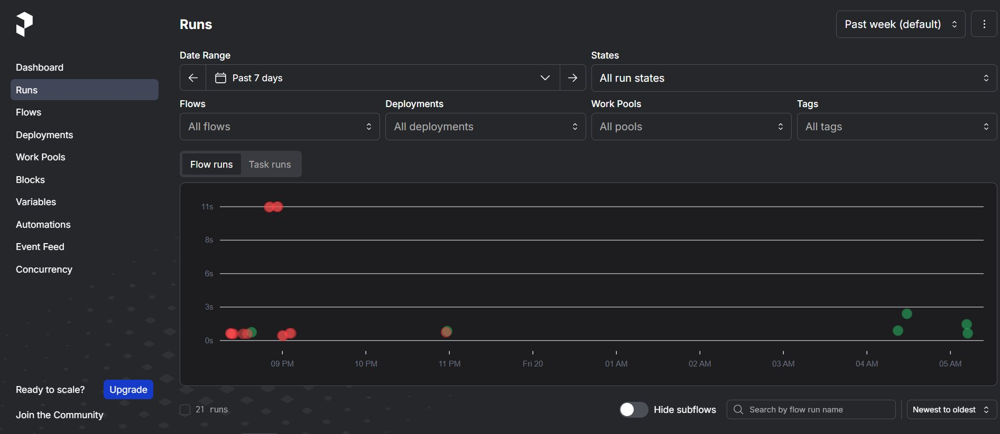 Runs
Past week (default)
Dashboard
Runs
Flows
Deployments
Work Pools
Blocks
Variables
Automations
Event Feed
Concurrency
Ready to scale?
Upgrade
Join the Community
Date Range
States
Past 7 days
All run states
Flows
Deployments
Work Pools
Tags
All flows
All deployments
All pools
All tags
Flow runs
Task runs
11s
8s
6s
3s
0s
09 PM
10 PM
11 PM
Fri 20
01 AM
02 AM
03 AM
04 AM
05 AM
21 runs
Hide subflows
Search by flow run name
Newest to oldest